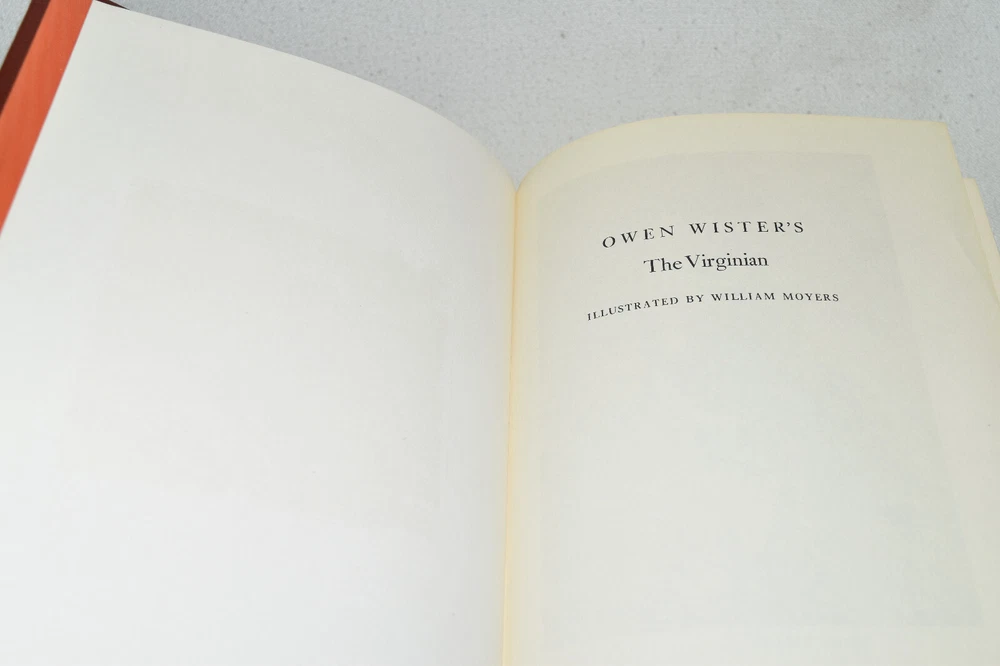 OWEN WISTER'S
The Virginian
ILLUSTRATED BY WILLIAM MOYERS